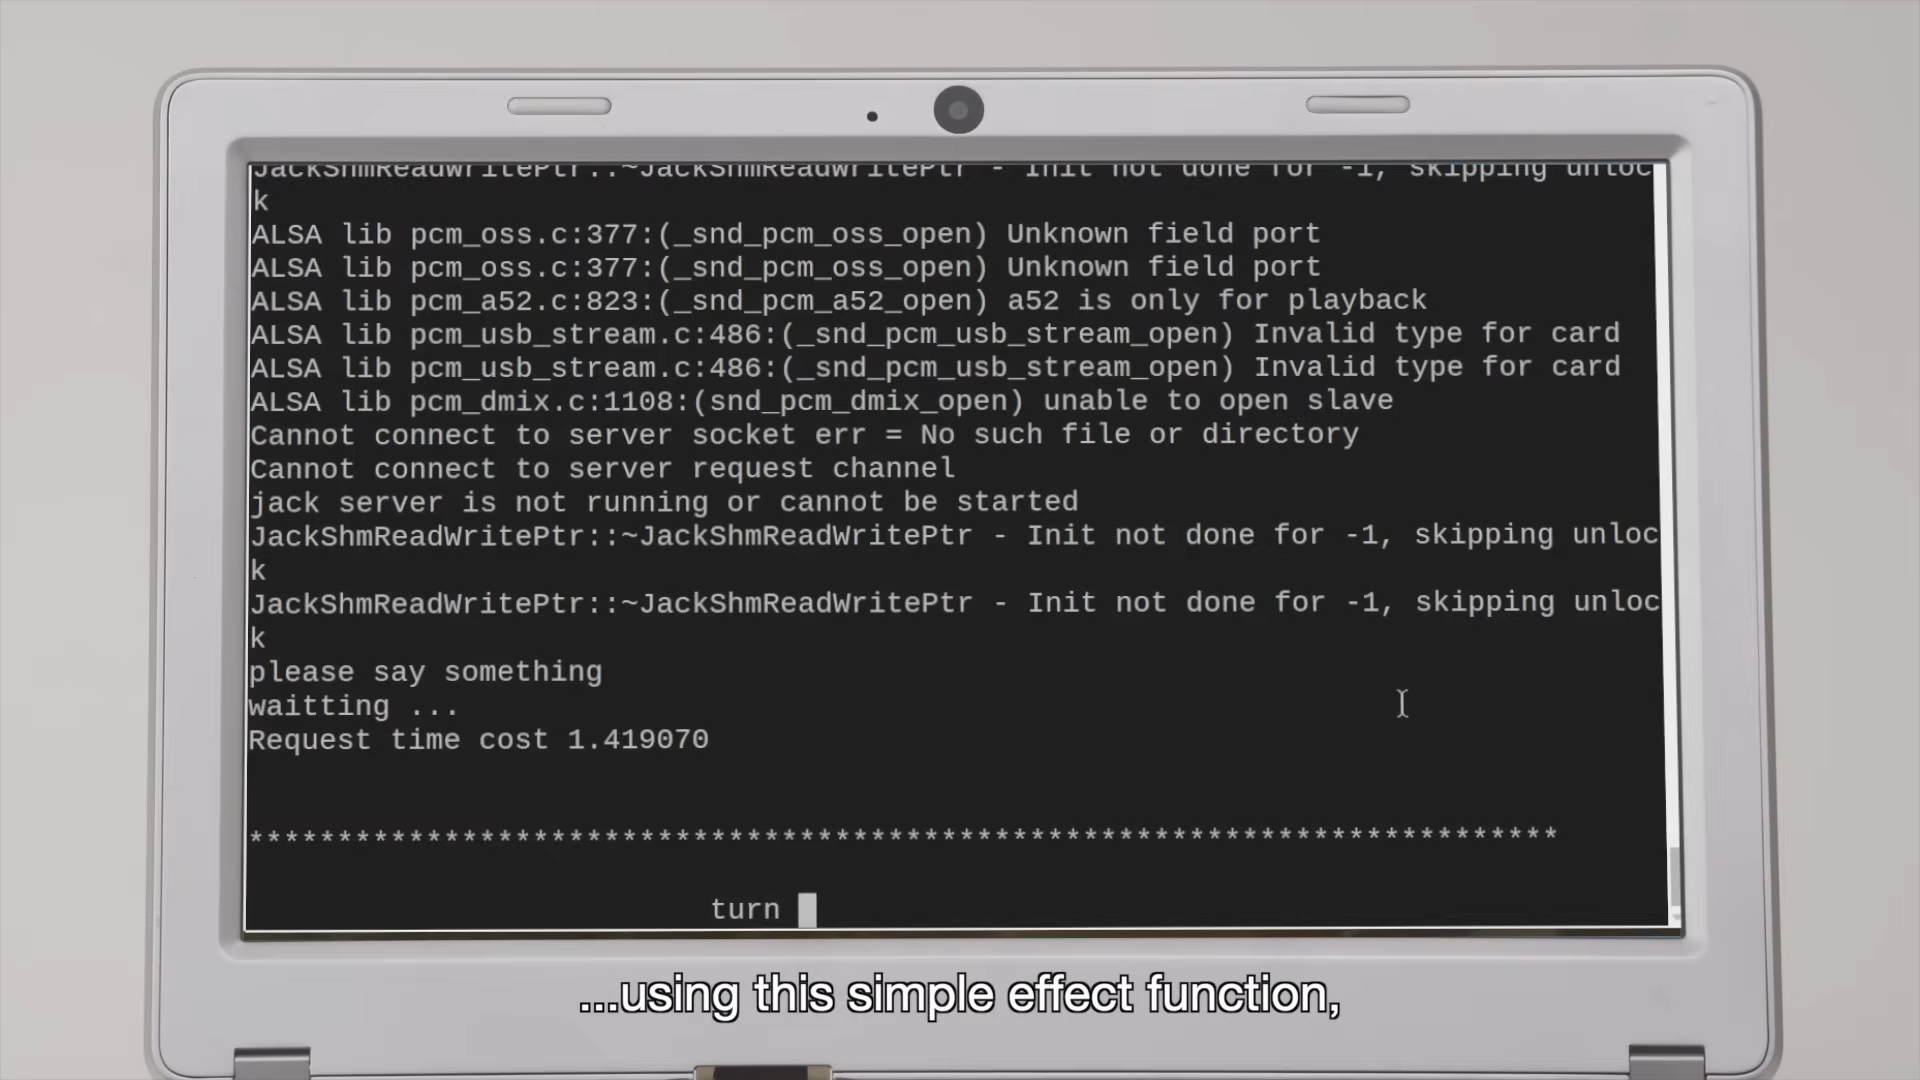 JackShmReadWritePtr::~JackShmReadWritePtr - Init not done for -1, skipping unloc
k
ALSA lib pcm_oss.c:377:(_snd_pcm_oss_open) Unknown field port
ALSA lib pcm_oss.c:377:(_snd_pcm_oss_open) Unknown field port
ALSA lib pcm_a52.c:823:(_snd_pcm_a52_open) a52 is only for playback
ALSA lib pcm_usb_stream.c:486:(_snd_pcm_usb_stream_open) Invalid type for card
ALSA lib pcm_usb_stream.c:486:(_snd_pcm_usb_stream_open) Invalid type for card
ALSA lib pcm_dmix.c:1108:(snd_pcm_dmix_open) unable to open slave
Cannot connect to server socket err = No such file or directory
Cannot connect to server request channel
jack server is not running or cannot be started
JackShmReadWritePtr::~JackShmReadWritePtr - Init not done for -1, skipping unloc
k
JackShmReadWritePtr::~JackShmReadWritePtr - Init not done for -1, skipping unloc
k
please say something
waitting ...
Request time cost 1.419070
**************************************************************************
turn
...using this simple effect function,